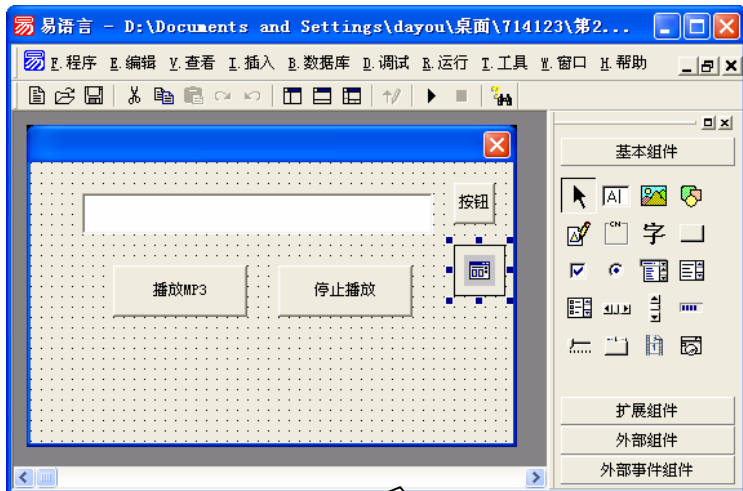 易语言 - D:\Documents and Settings\dayou\桌面\714123\第2...
F.程序 E.编辑 V.查看 I.插入 B.数据库 D.调试 R.运行 T.工具 W.窗口 H.帮助
基本组件
按钮
播放MP3
停止播放
扩展组件
外部组件
外部事件组件